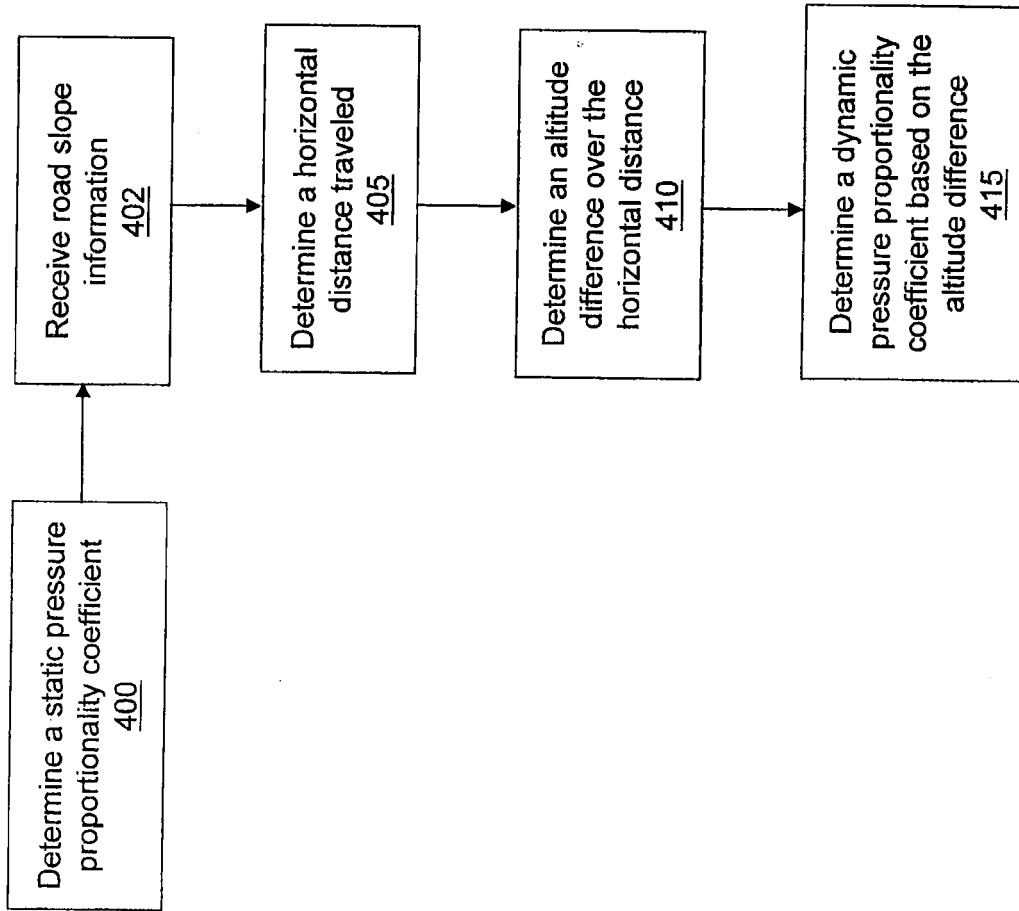 Determine a static pressure
proportionality coefficient
400
Receive road slope
information
402
Determine a horizontal
distance traveled
405
Determine an altitude
difference over the
horizontal distance
410
Determine a dynamic
pressure proportionality
coefficient based on the
altitude difference
415